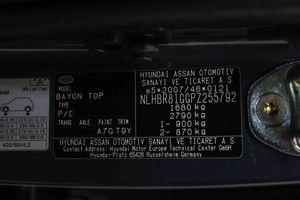 HYUNDAI ASSAN OTOMOTIV
SANAYI VE TICARET A.S
e5*2007/46*0121
NLHBR81GGPZ255792
1680 kg
2790 kg
1- 900 kg
2- 870 kg
BAYON TOP
P/C
TRANS AXLE PAINT TRIM
A7G T9Y
HYUNDAI ASSAN OTOMOTIV SANAYI VE TICARET A.S
Contact Address: Hyundai Motor Europe Technical Center GmbH
Hyundai-Platz 65428 Russelsheim Germany